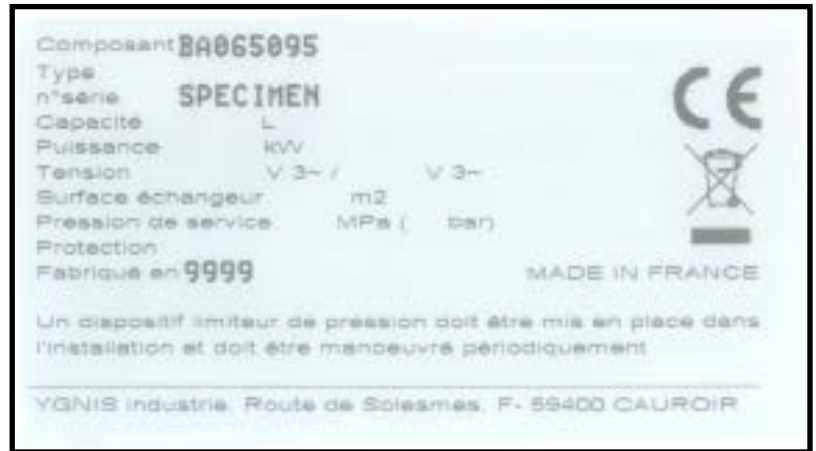 Composant BA065095
Type
n°série SPECIMEN
Capacité L
Puissance kW
Tension V 3~ / V 3~
Surface échangeur m2
Pression de service MPa ( bar)
Protection
Fabriqué en 9999
MADE IN FRANCE
CE
Un dispositif limiteur de pression doit être mis en place dans
l'installation et doit être manoeuvré périodiquement
YGNIS Industrie, Route de Solesmes, F- 59400 CAUROIR